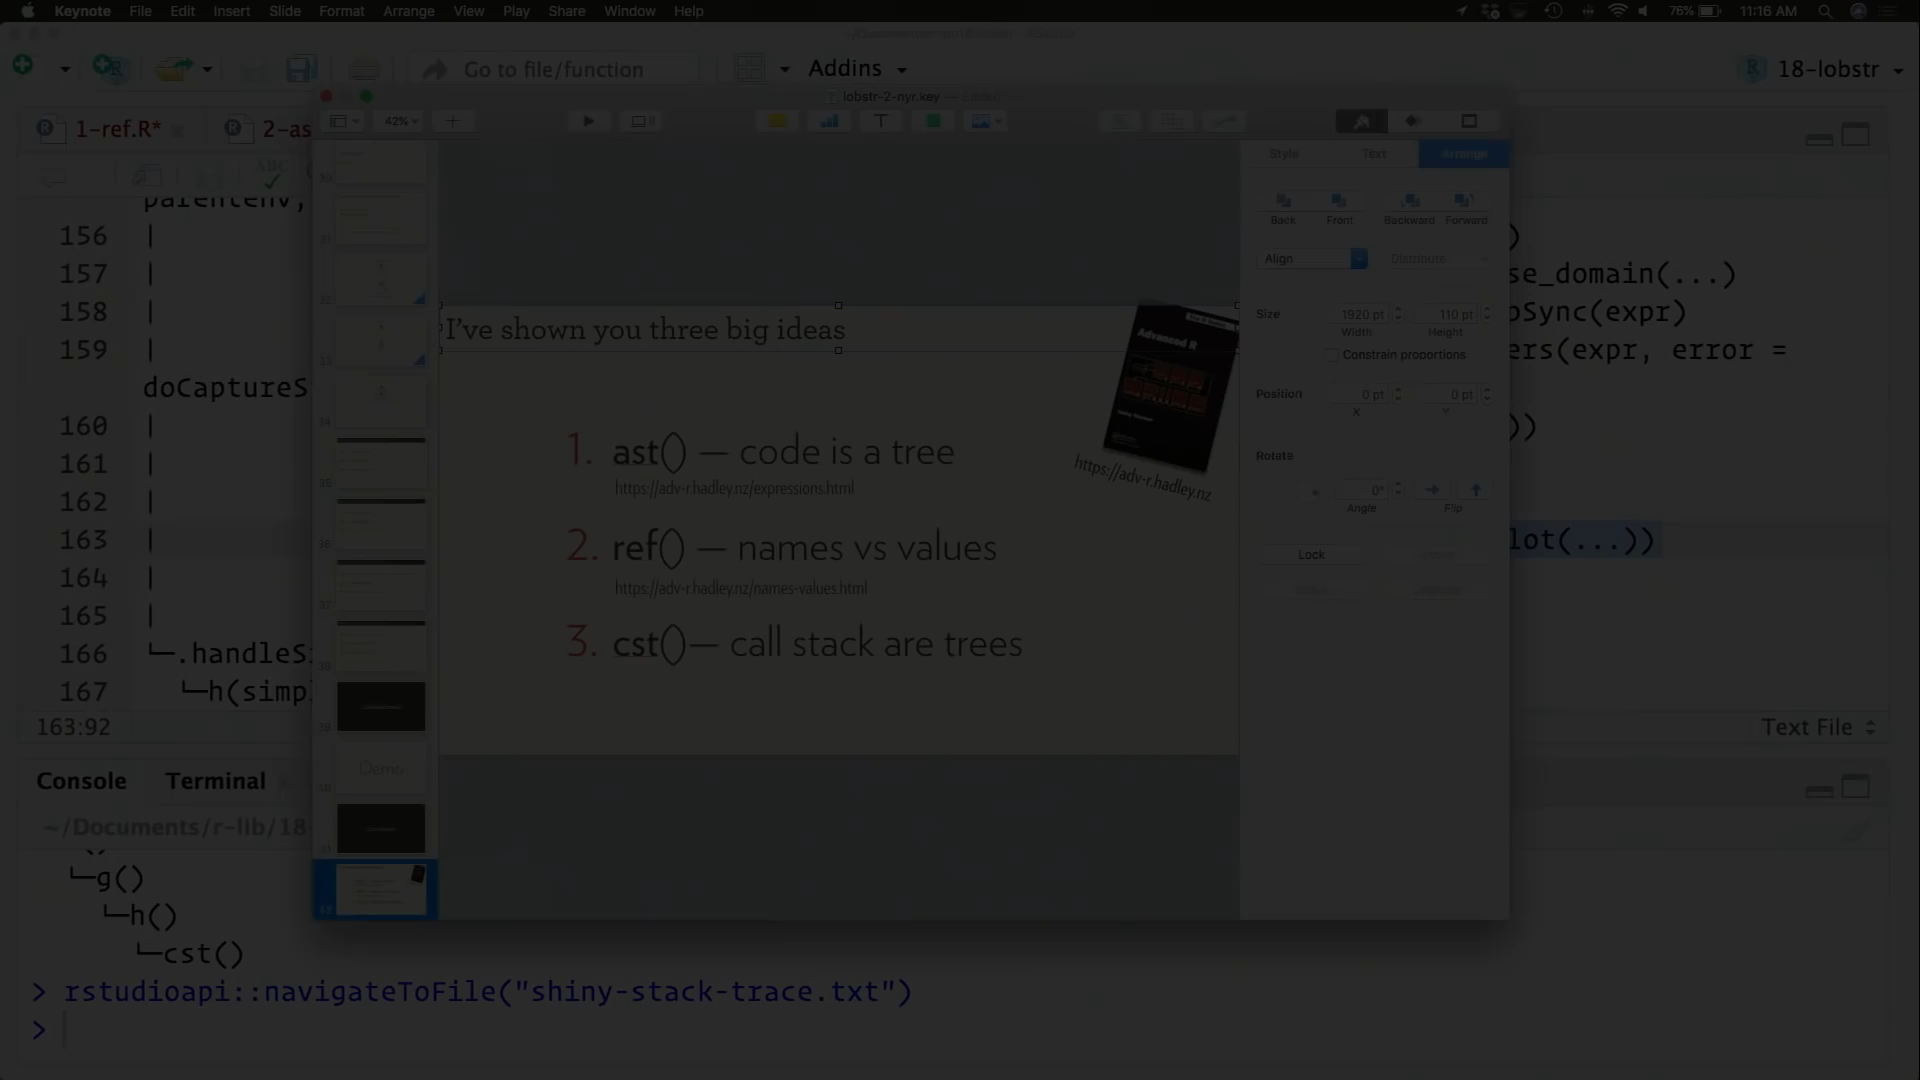 Keynote File Edit Insert Slide Format Arrange View Play Share Window Help 76% 11:16 AM
Go to file/function Addins 18-lobstr
lobstr-2-nyr.key — Edited
1-ref.R* 2-as
42%
Style Text Arrange
Back Front Backward Forward
Align Distribute
Size 1920 pt 110 pt
Width Height
Constrain proportions
Position 0 pt 0 pt
X Y
Rotate
0°
Angle Flip
Lock
I've shown you three big ideas
Advanced R
https://adv-r.hadley.nz
1. ast() — code is a tree
https://adv-r.hadley.nz/expressions.html
2. ref() — names vs values
https://adv-r.hadley.nz/names-values.html
3. cst()— call stack are trees
Demo
parentenv,
156 | )
157 | se_domain(...)
158 | pSync(expr)
159 | ers(expr, error =
doCaptureS
160 | ))
161 |
162 |
163 | lot(...))
164 |
165 |
166 └─.handleSi
167 └─h(simpl
163:92 Text File
Console Terminal
~/Documents/r-lib/18-
└─g()
└─h()
└─cst()
> rstudioapi::navigateToFile("shiny-stack-trace.txt")
>